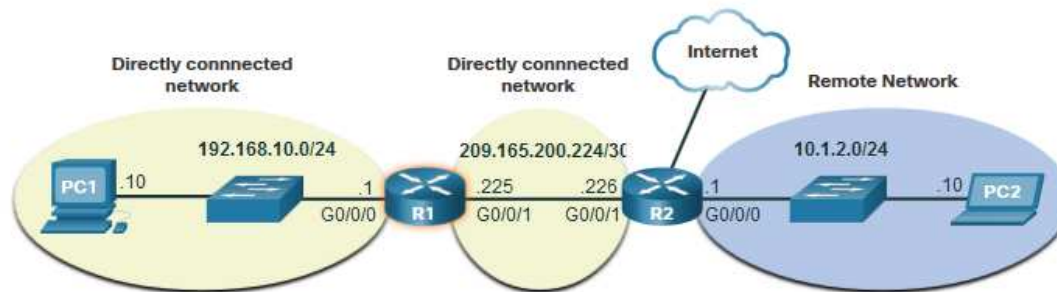 Internet
Directly connnected
network
Directly connnected
network
Remote Network
192.168.10.0/24
209.165.200.224/30
10.1.2.0/24
PC1
.10
.1
G0/0/0
R1
.225
G0/0/1
.226
G0/0/1
R2
.1
G0/0/0
.10
PC2